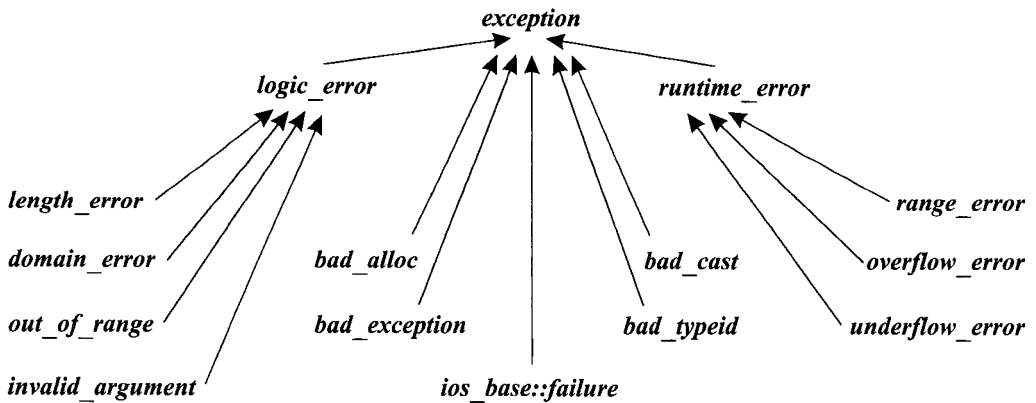 exception
logic_error
runtime_error
length_error
range_error
domain_error
bad_alloc
bad_cast
overflow_error
out_of_range
bad_exception
bad_typeid
underflow_error
invalid_argument
ios_base::failure